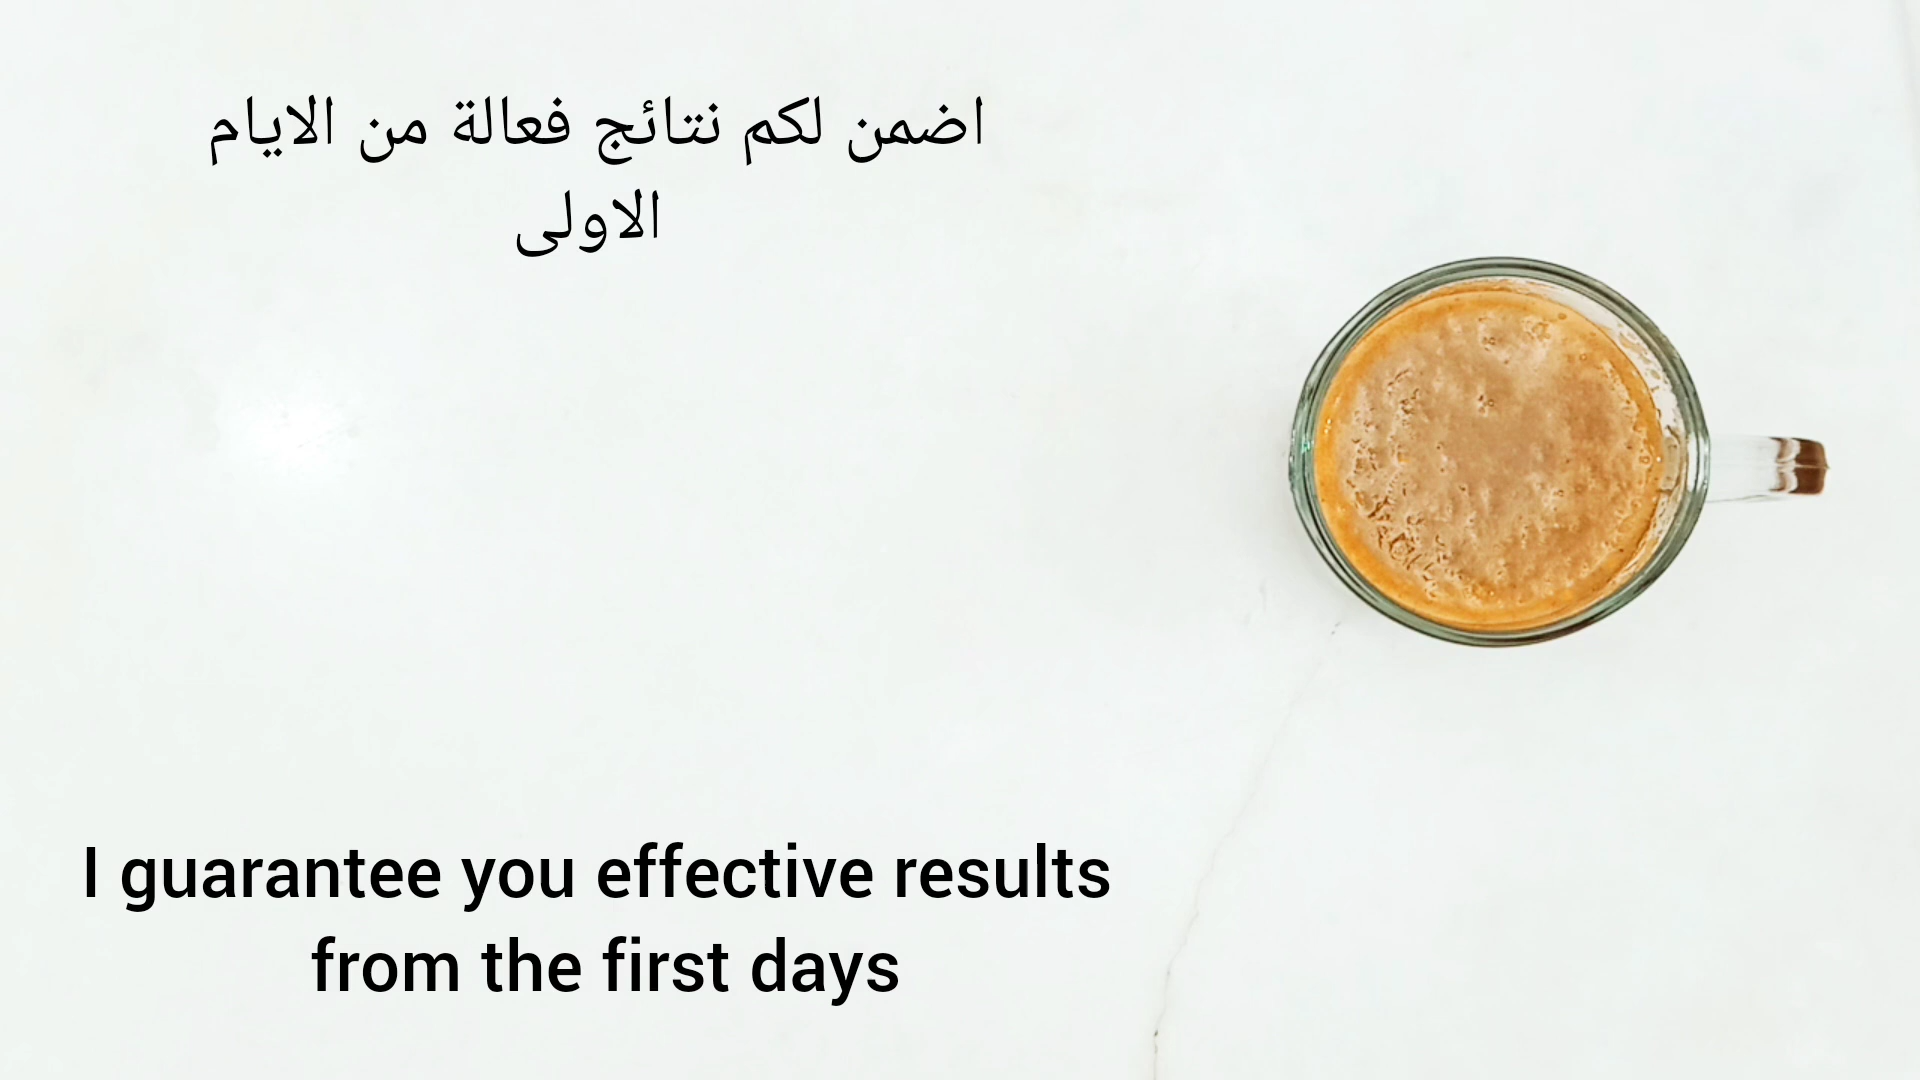 اضمن لكم نتائج فعالة من الايام
الاولى
I guarantee you effective results
from the first days